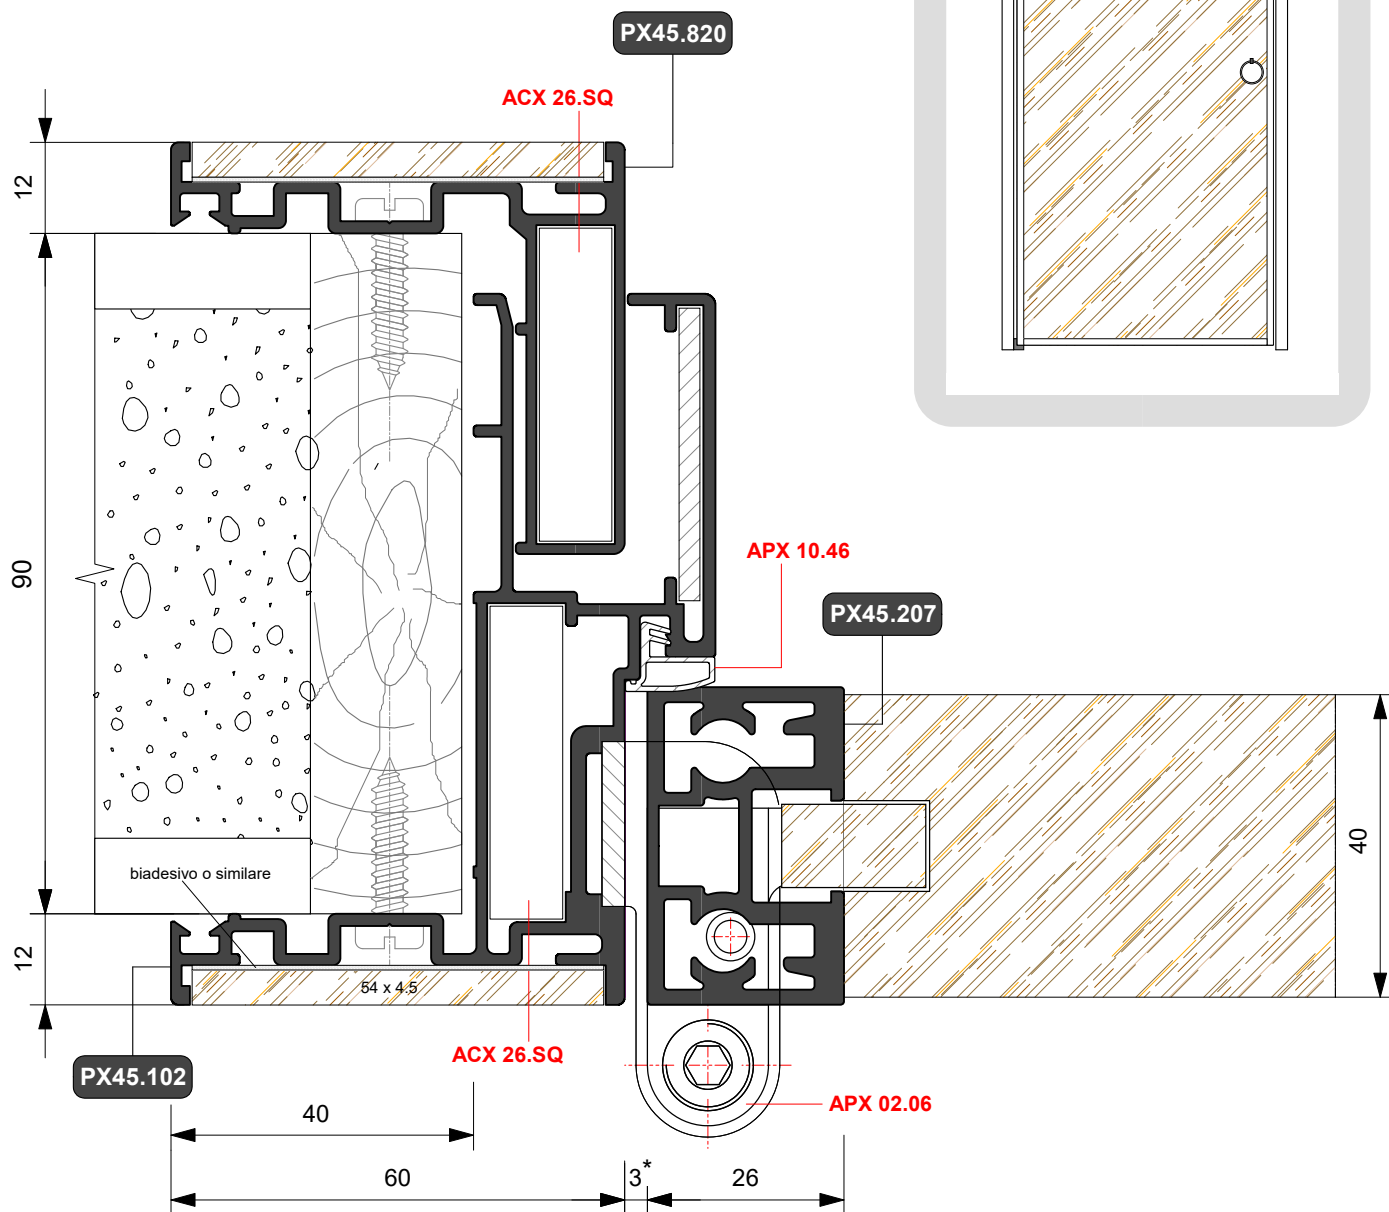 PX45.820
ACX 26.SQ
12
90
APX 10.46
PX45.207
40
biadesivo o similare
12
54 x 4.5
ACX 26.SQ
PX45.102
APX 02.06
40
60
3*
26